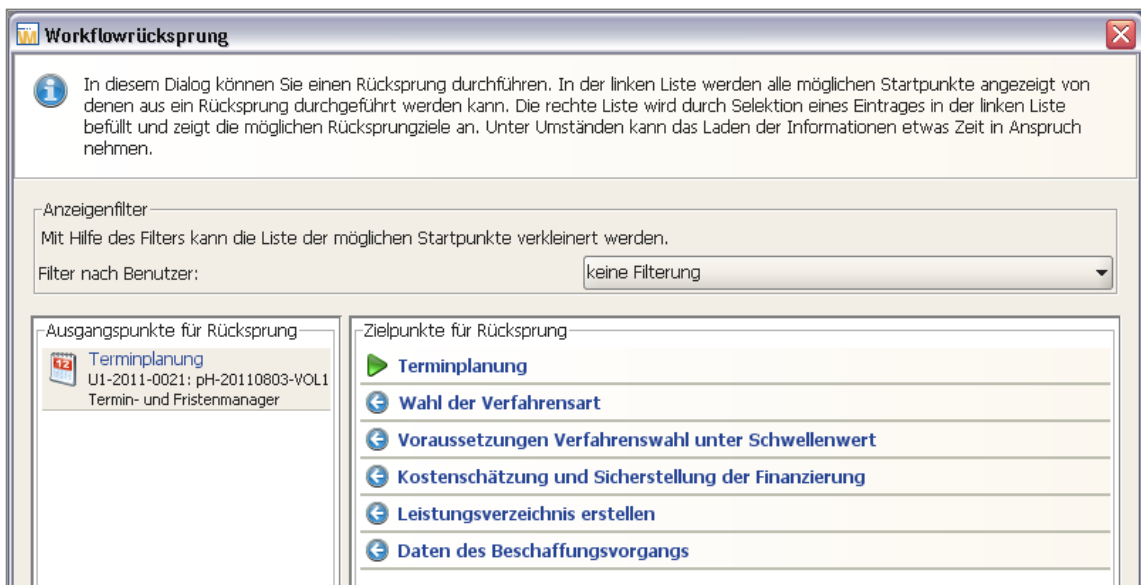 Workflowrücksprung
In diesem Dialog können Sie einen Rücksprung durchführen. In der linken Liste werden alle möglichen Startpunkte angezeigt von
denen aus ein Rücksprung durchgeführt werden kann. Die rechte Liste wird durch Selektion eines Eintrages in der linken Liste
befüllt und zeigt die möglichen Rücksprungziele an. Unter Umständen kann das Laden der Informationen etwas Zeit in Anspruch
nehmen.
Anzeigenfilter
Mit Hilfe des Filters kann die Liste der möglichen Startpunkte verkleinert werden.
Filter nach Benutzer:
keine Filterung
Ausgangspunkte für Rücksprung
12
Terminplanung
U1-2011-0021: pH-20110803-VOL1
Termin- und Fristenmanager
Zielpunkte für Rücksprung
Terminplanung
Wahl der Verfahrensart
Voraussetzungen Verfahrenswahl unter Schwellenwert
Kostenschätzung und Sicherstellung der Finanzierung
Leistungsverzeichnis erstellen
Daten des Beschaffungsvorgangs